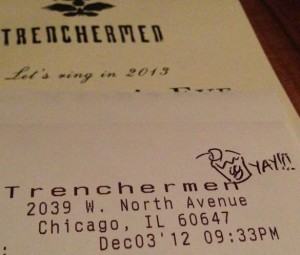 TRENCHERMEN
Let's ring in 2013
YAY!!!
Trenchermen
2039 W. North Avenue
Chicago, IL 60647
Dec03'12 09:33PM